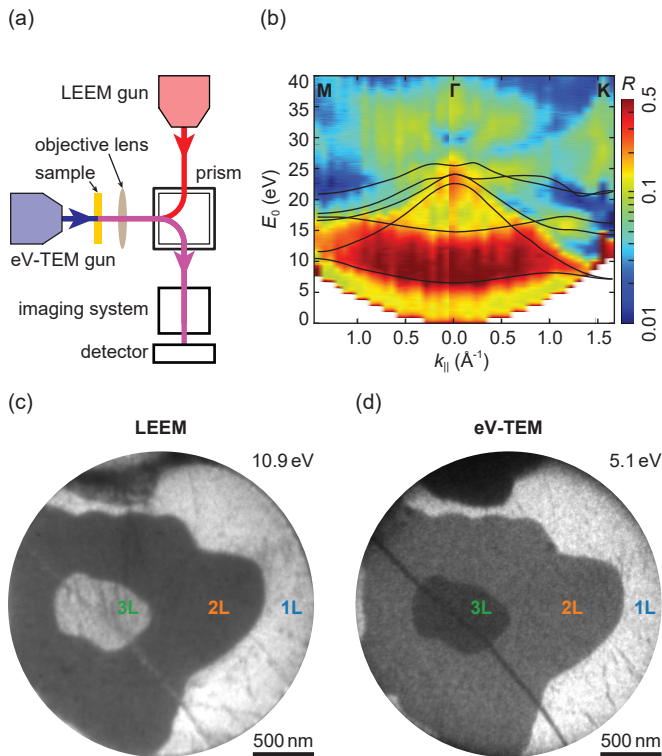 (a)
LEEM gun
objective lens
sample
prism
eV-TEM gun
imaging system
detector
(b)
M Γ K
R
0.5
0.1
0.01
40
35
30
25
20
15
10
5
0
E₀ (eV)
1.0 0.5 0.0 0.5 1.0 1.5
k|| (Å⁻¹)
(c)
LEEM
10.9 eV
3L 2L 1L
500 nm
(d)
eV-TEM
5.1 eV
3L 2L 1L
500 nm